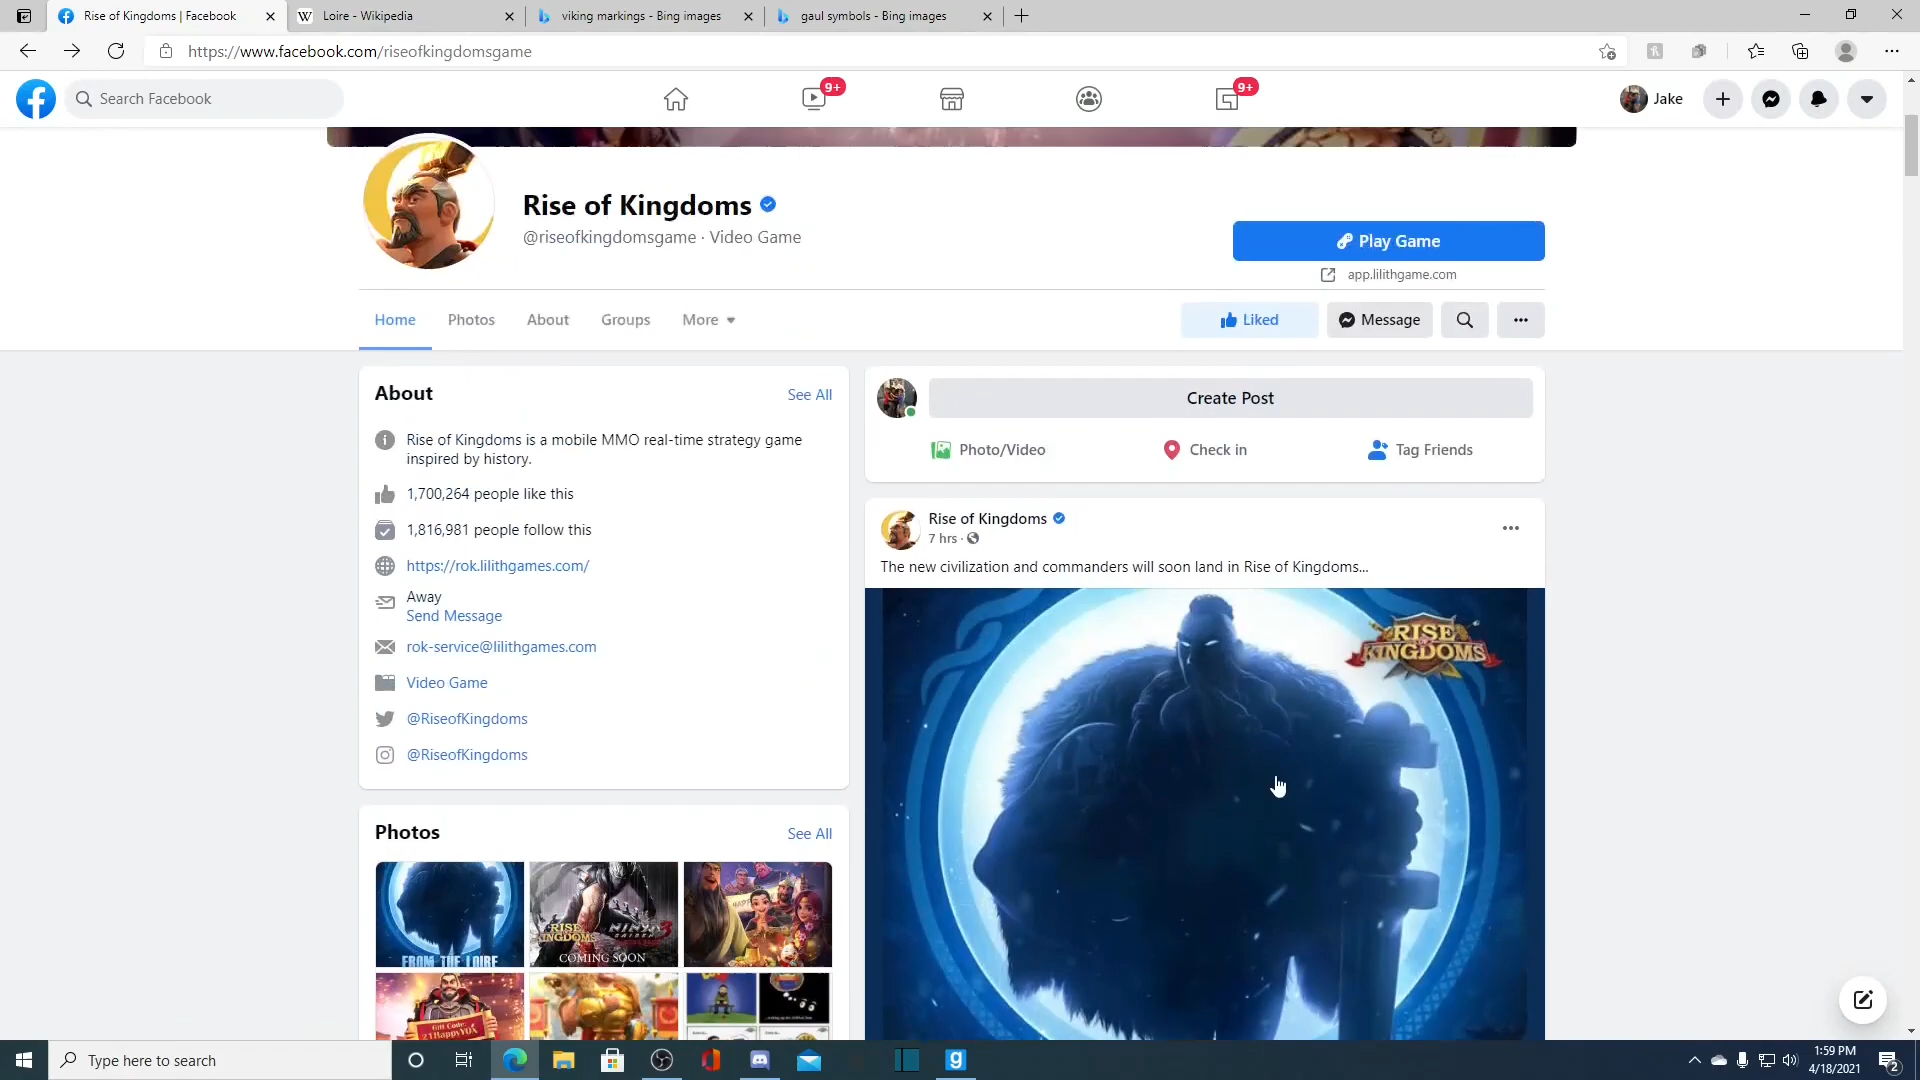 Rise of Kingdoms | Facebook
Loire - Wikipedia
viking markings - Bing images
gaul symbols - Bing images
https://www.facebook.com/riseofkingdomsgame
Search Facebook
9+
9+
Jake
Rise of Kingdoms
@riseofkingdomsgame · Video Game
Play Game
app.lilithgame.com
Home
Photos
About
Groups
More
Liked
Message
About
See All
Rise of Kingdoms is a mobile MMO real-time strategy game
inspired by history.
1,700,264 people like this
1,816,981 people follow this
https://rok.lilithgames.com/
Away
Send Message
rok-service@lilithgames.com
Video Game
@RiseofKingdoms
@RiseofKingdoms
Photos
See All
FROM THE LOIRE
RISE OF KINGDOMS
NINJA
COMING SOON
Gift Code:
21HappyYOX
Create Post
Photo/Video
Check in
Tag Friends
Rise of Kingdoms
7 hrs ·
The new civilization and commanders will soon land in Rise of Kingdoms...
RISE OF
KINGDOMS
Type here to search
1:59 PM
4/18/2021
2